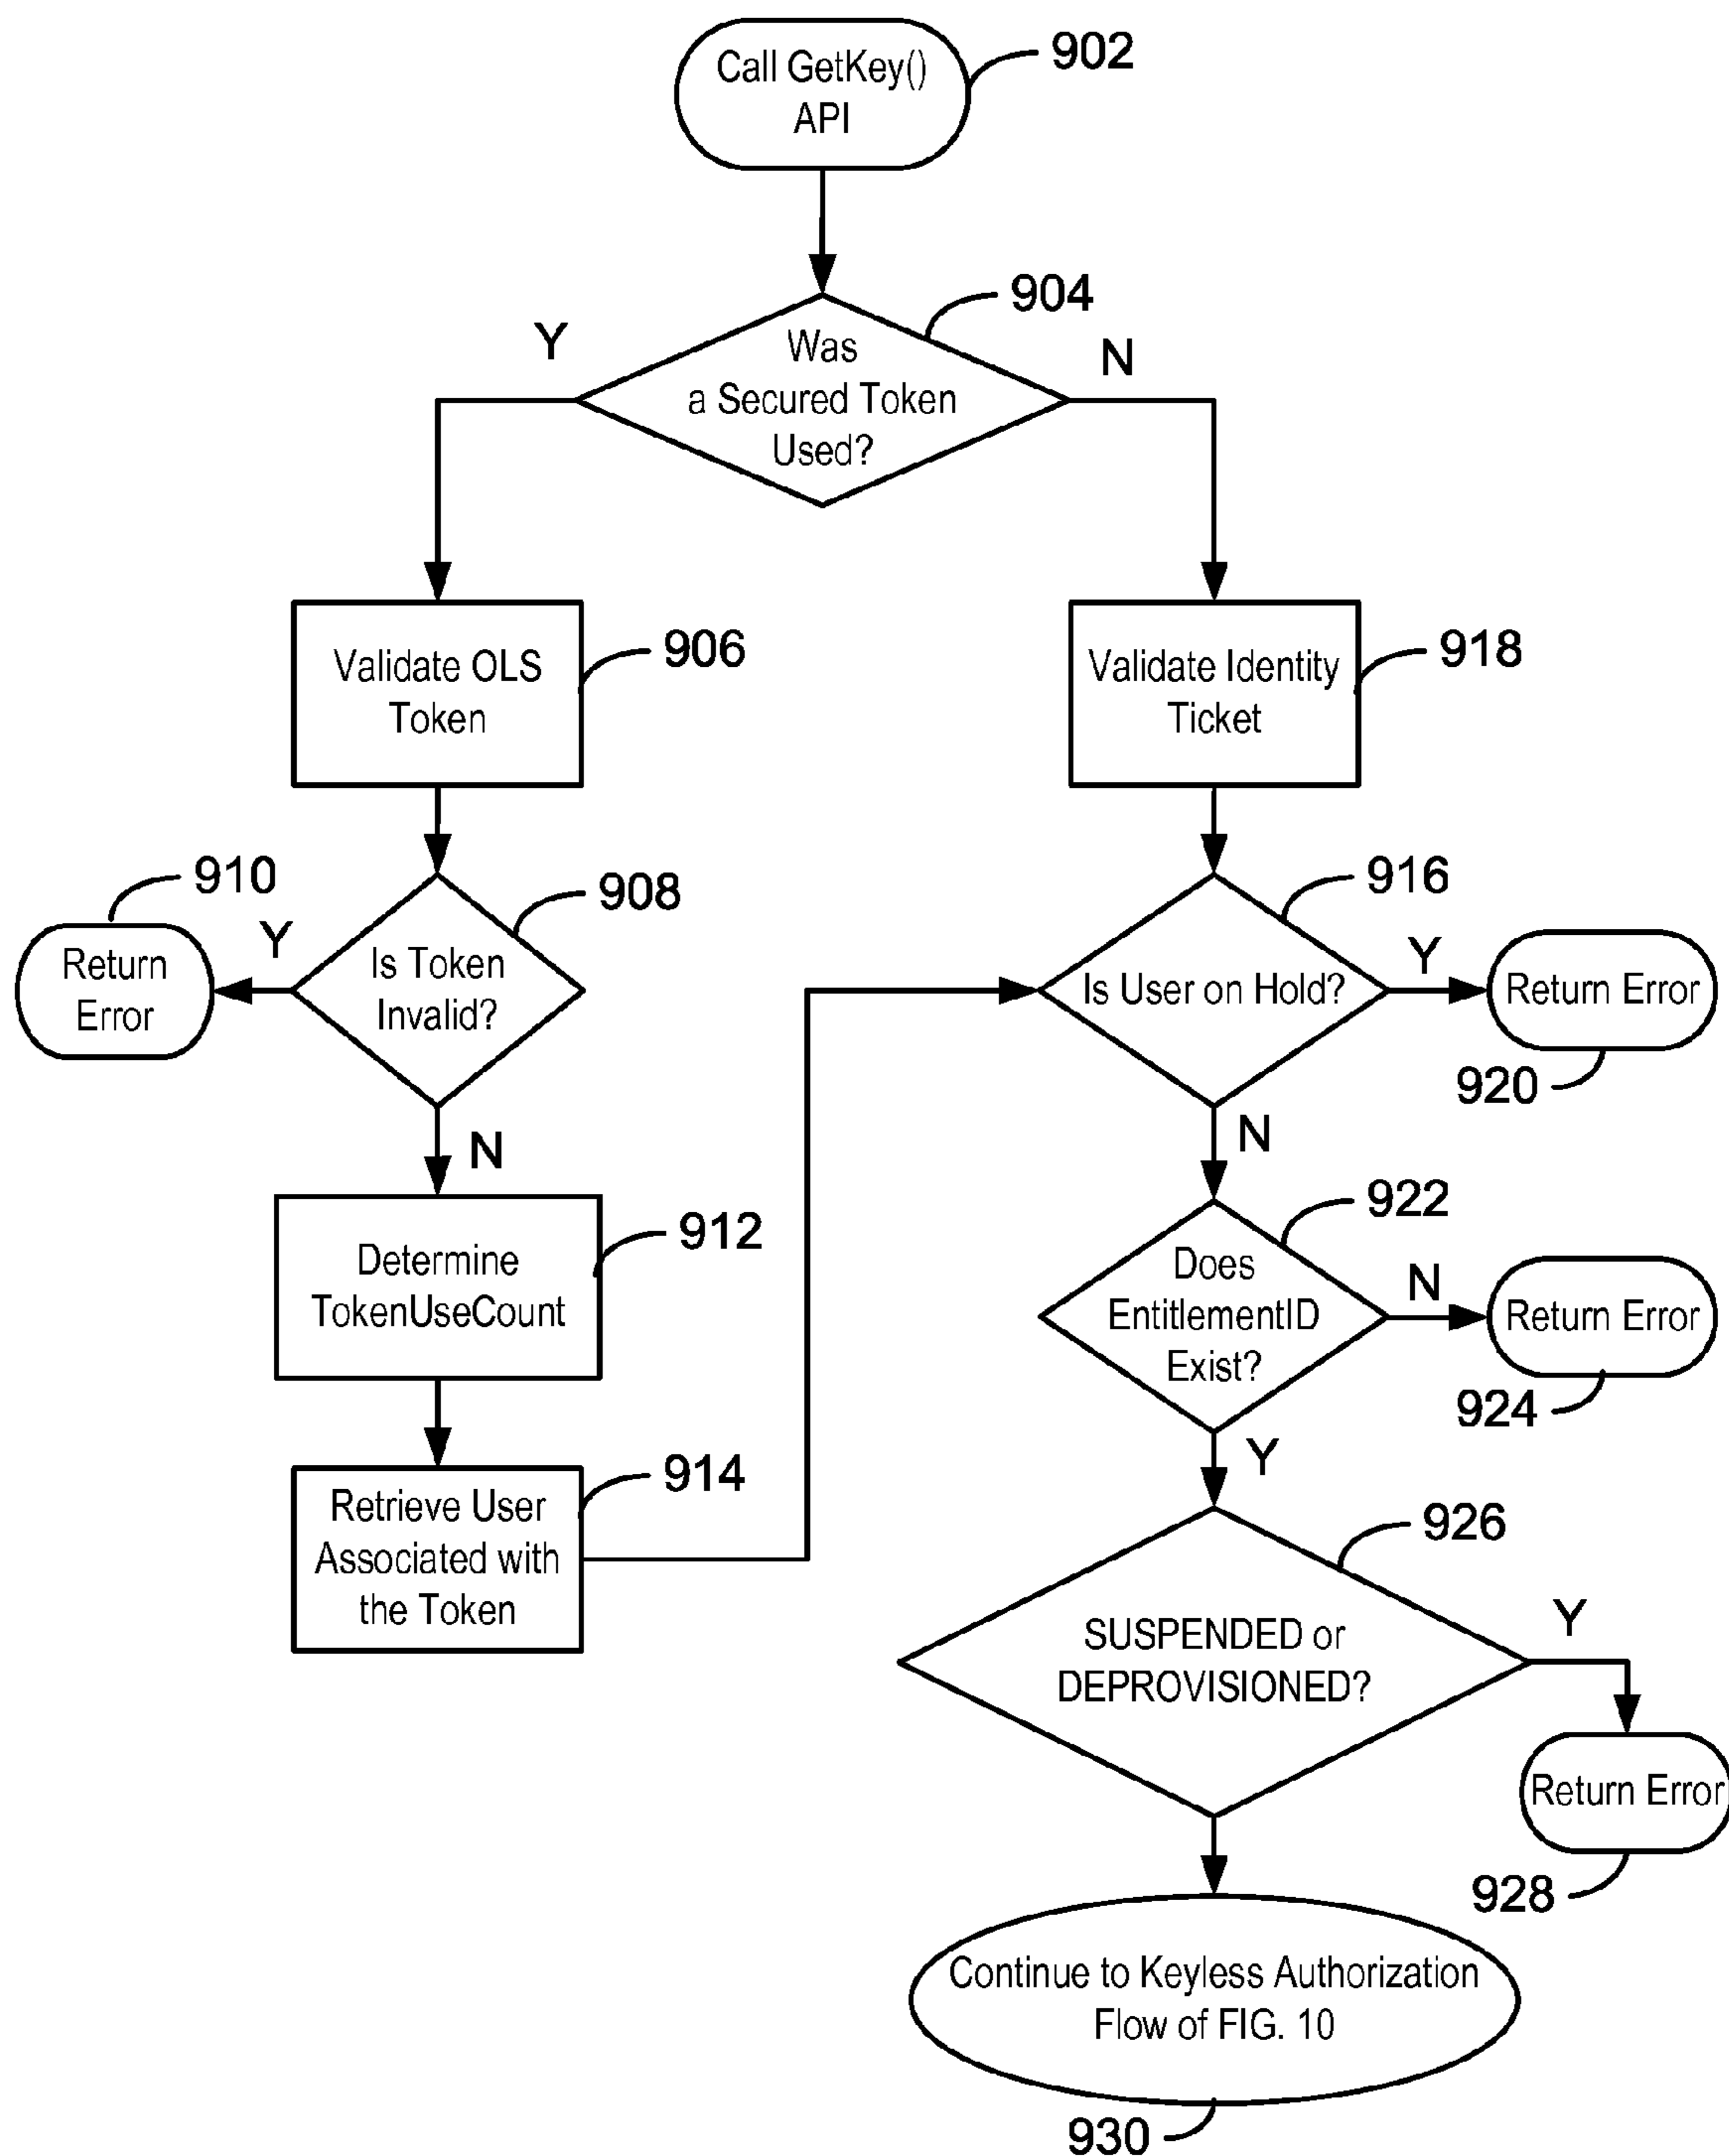 Call GetKey()
API
902
Was
a Secured Token
Used?
904
Y
N
Validate OLS
Token
906
Validate Identity
Ticket
918
910
Return
Error
Y
Is Token
Invalid?
908
N
916
Is User on Hold?
Y
Return Error
920
N
Determine
TokenUseCount
912
922
Does
EntitlementID
Exist?
N
Return Error
924
Y
Retrieve User
Associated with
the Token
914
926
SUSPENDED or
DEPROVISIONED?
Y
Return Error
928
Continue to Keyless Authorization
Flow of FIG. 10
930